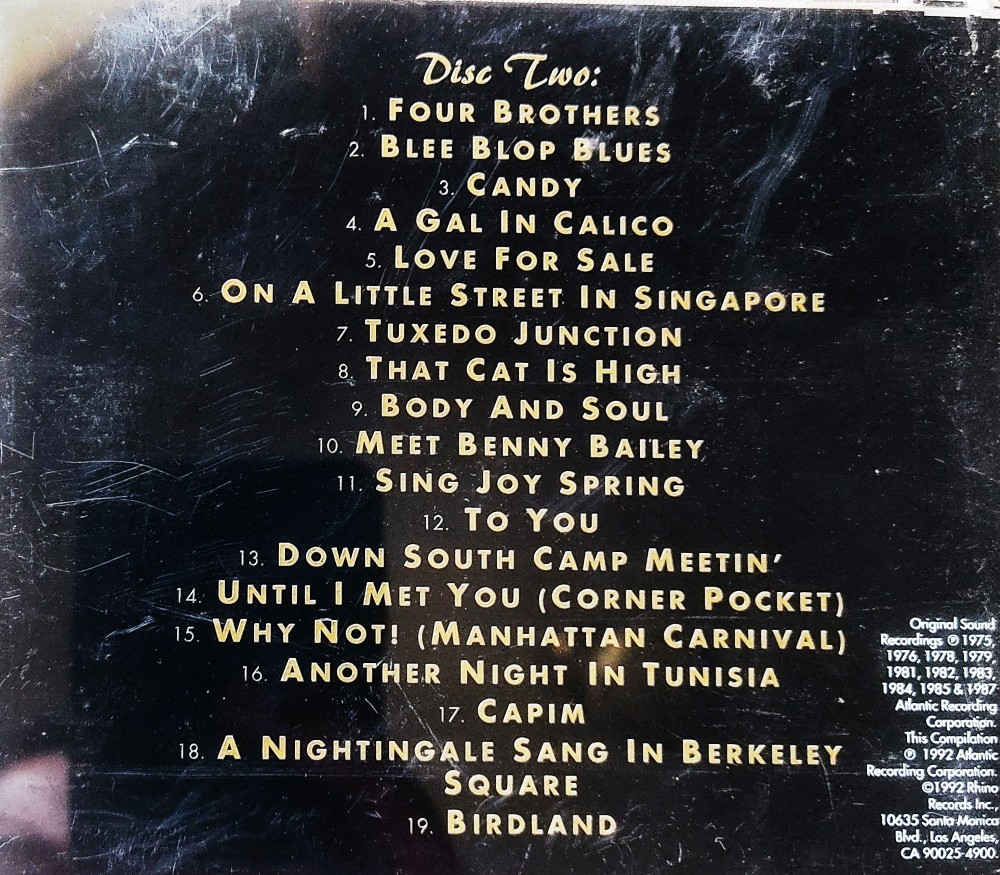 Disc Two:
1. FOUR BROTHERS
2. BLEE BLOP BLUES
3. CANDY
4. A GAL IN CALICO
5. LOVE FOR SALE
6. ON A LITTLE STREET IN SINGAPORE
7. TUXEDO JUNCTION
8. THAT CAT IS HIGH
9. BODY AND SOUL
10. MEET BENNY BAILEY
11. SING JOY SPRING
12. TO YOU
13. DOWN SOUTH CAMP MEETIN'
14. UNTIL I MET YOU (CORNER POCKET)
15. WHY NOT! (MANHATTAN CARNIVAL)
16. ANOTHER NIGHT IN TUNISIA
17. CAPIM
18. A NIGHTINGALE SANG IN BERKELEY
SQUARE
19. BIRDLAND
Original Sound
Recordings ℗ 1975,
1976, 1978, 1979,
1981, 1982, 1983,
1984, 1985 & 1987
Atlantic Recording
Corporation.
This Compilation
℗ 1992 Atlantic
Recording Corporation.
©1992 Rhino
Records Inc.,
10635 Santa Monica
Blvd., Los Angeles,
CA 90025-4900.